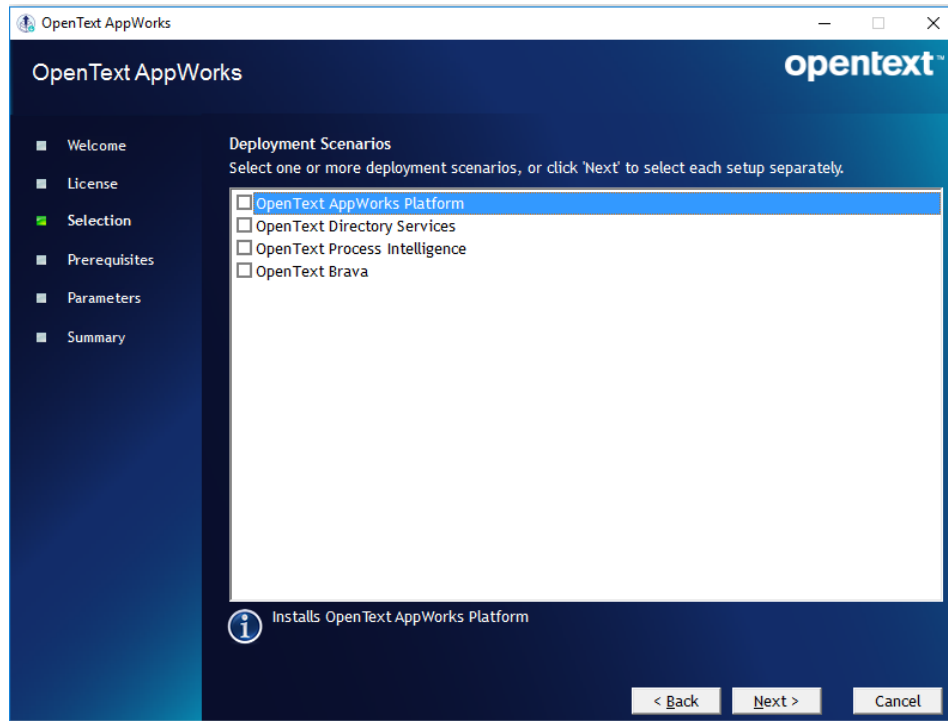 OpenText AppWorks
OpenText AppWorks
opentext™
Welcome
License
Selection
Prerequisites
Parameters
Summary
Deployment Scenarios
Select one or more deployment scenarios, or click 'Next' to select each setup separately.
OpenText AppWorks Platform
OpenText Directory Services
OpenText Process Intelligence
OpenText Brava
Installs OpenText AppWorks Platform
< Back
Next >
Cancel